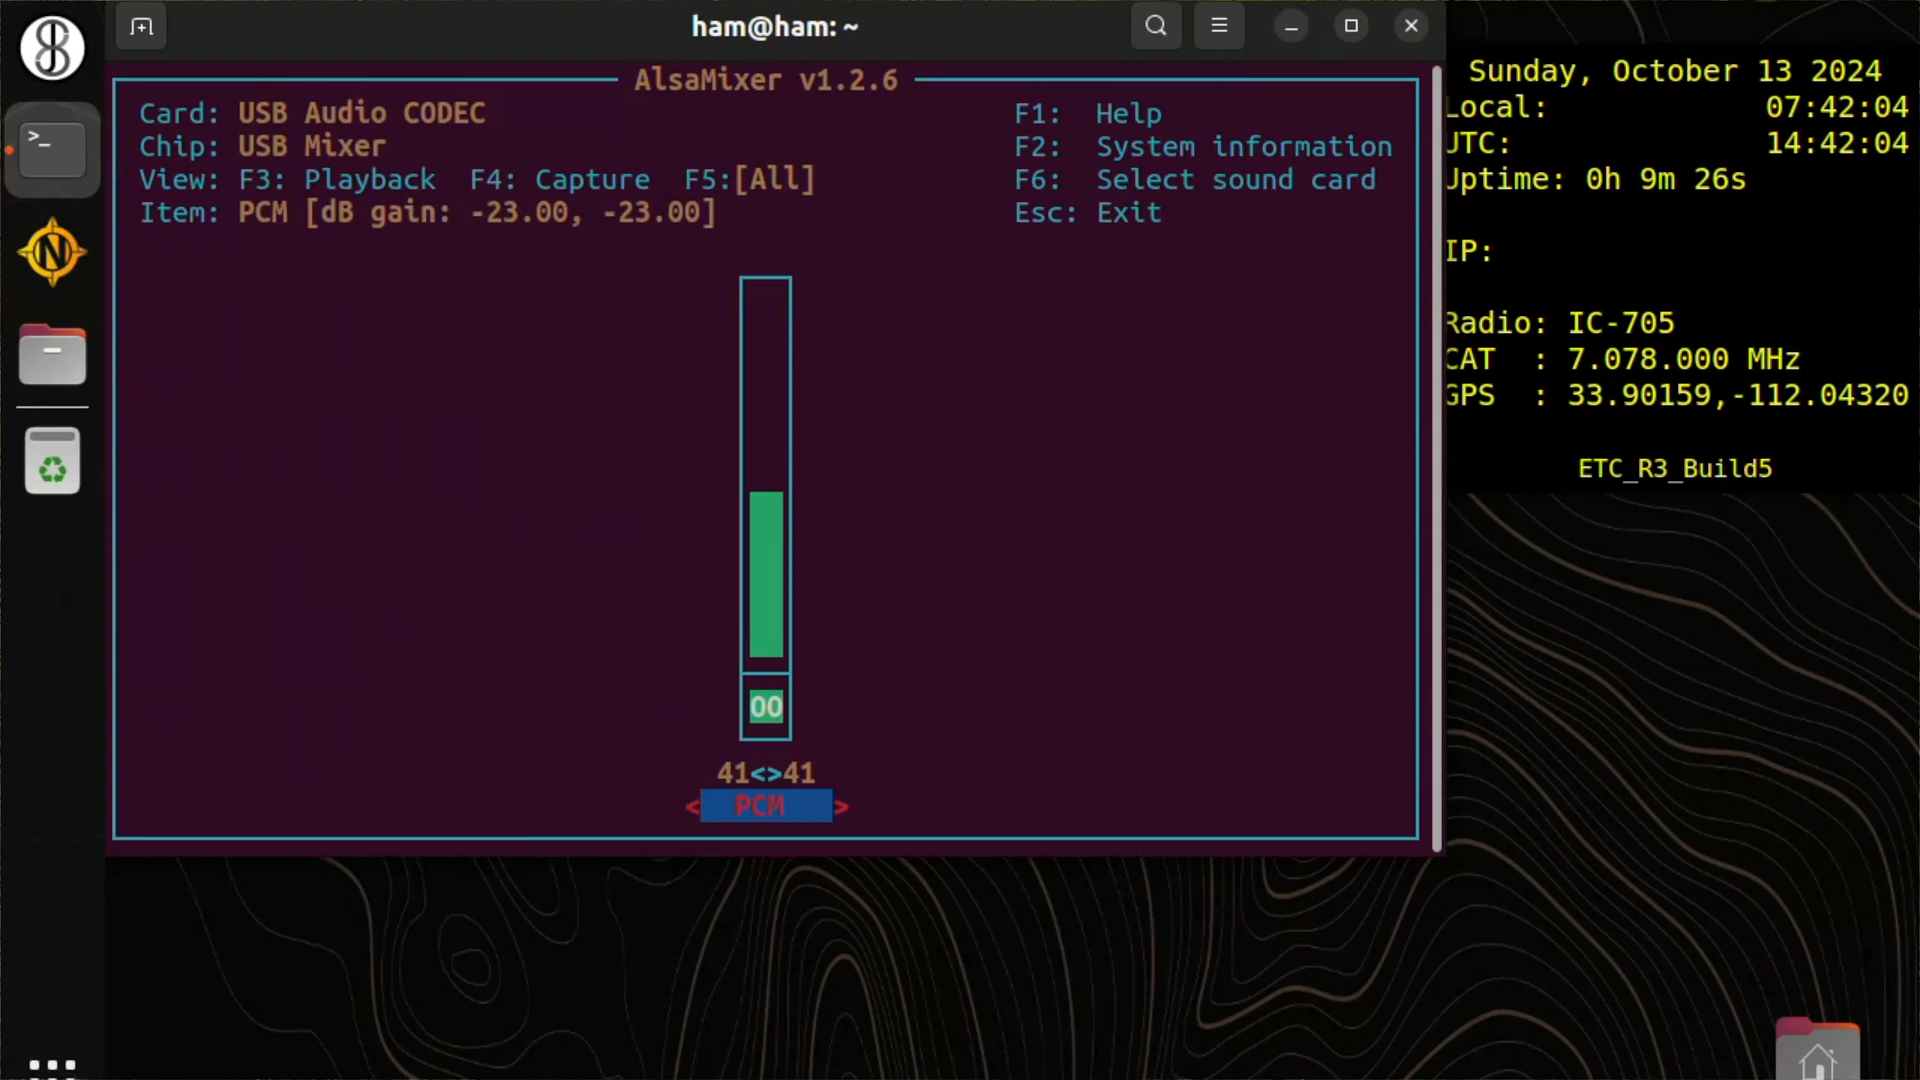 ham@ham: ~
AlsaMixer v1.2.6
Card: USB Audio CODEC F1: Help
Chip: USB Mixer F2: System information
View: F3: Playback F4: Capture F5:[All] F6: Select sound card
Item: PCM [dB gain: -23.00, -23.00] Esc: Exit
00
41<>41
< PCM >
Sunday, October 13 2024
Local: 07:42:04
UTC: 14:42:04
Uptime: 0h 9m 26s
IP:
Radio: IC-705
CAT : 7.078.000 MHz
GPS : 33.90159,-112.04320
ETC_R3_Build5
>_
N